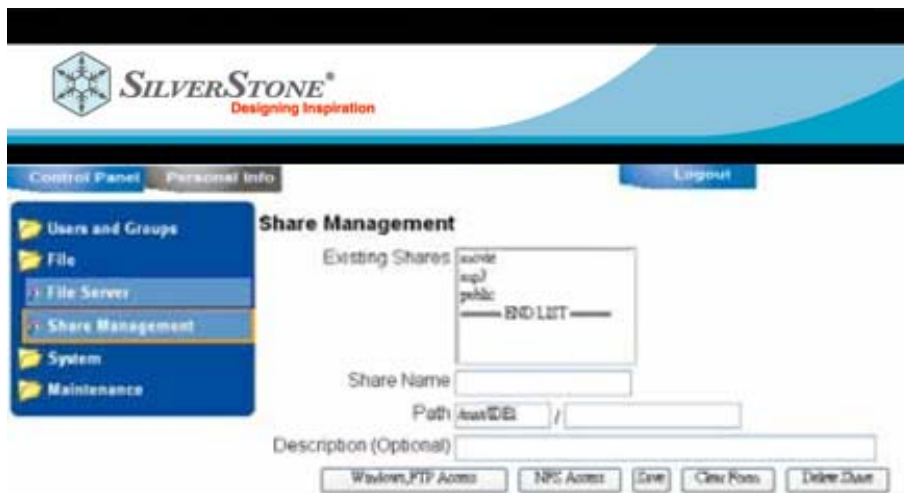 SILVERSTONE®
Designing Inspiration
Control Panel Personal Info Logout
Users and Groups
File
File Server
Share Management
System
Maintenance
Share Management
Existing Shares
movie
mp3
public
END LIST
Share Name
Path /
Description (Optional)
Windows,FTP Access NFS Access Save Clear Form Delete Share